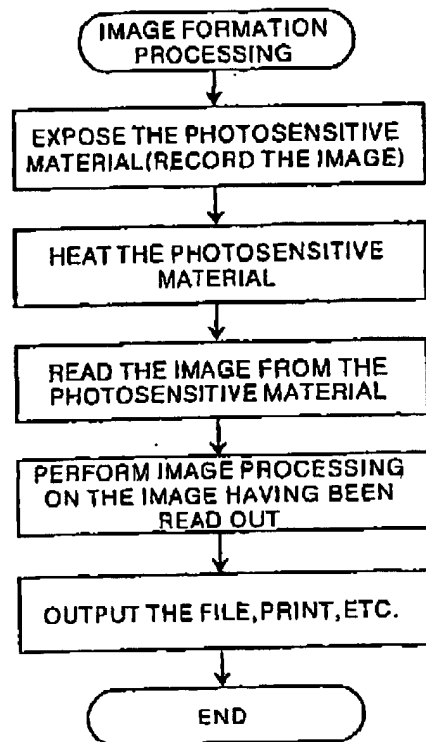 IMAGE FORMATION
PROCESSING
EXPOSE THE PHOTOSENSITIVE
MATERIAL(RECORD THE IMAGE)
HEAT THE PHOTOSENSITIVE
MATERIAL
READ THE IMAGE FROM THE
PHOTOSENSITIVE MATERIAL
PERFORM IMAGE PROCESSING
ON THE IMAGE HAVING BEEN
READ OUT
OUTPUT THE FILE,PRINT,ETC.
END